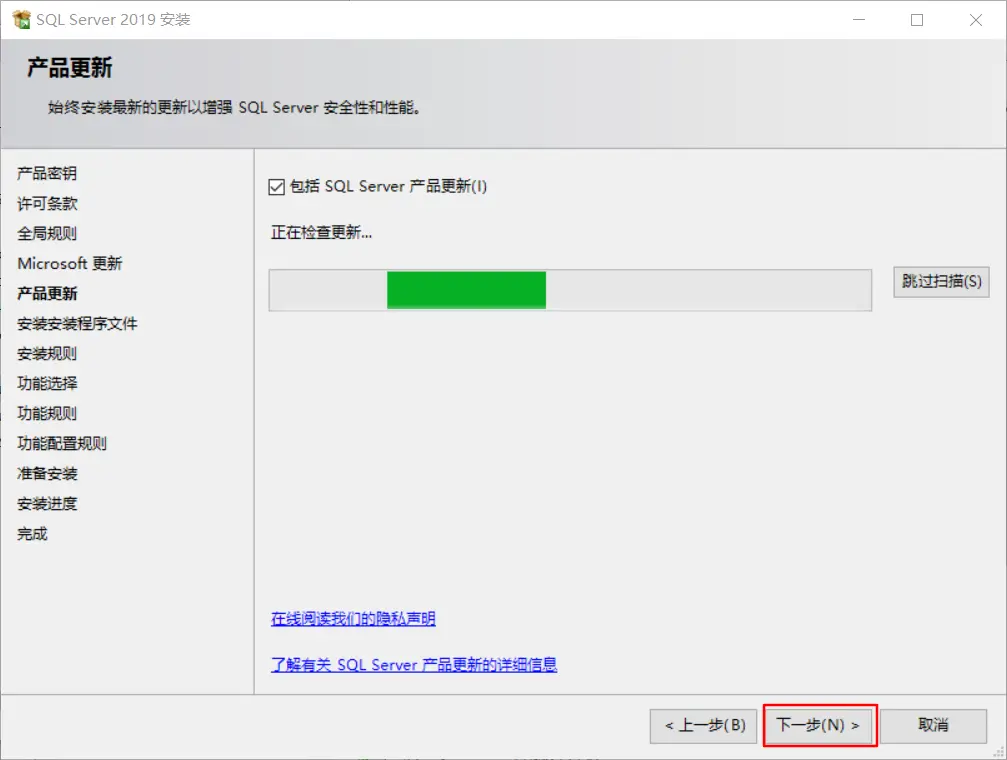 SQL Server 2019 安装
产品更新
始终安装最新的更新以增强 SQL Server 安全性和性能。
产品密钥
许可条款
全局规则
Microsoft 更新
产品更新
安装安装程序文件
安装规则
功能选择
功能规则
功能配置规则
准备安装
安装进度
完成
包括 SQL Server 产品更新(I)
正在检查更新...
跳过扫描(S)
在线阅读我们的隐私声明
了解有关 SQL Server 产品更新的详细信息
< 上一步(B)
下一步(N) >
取消